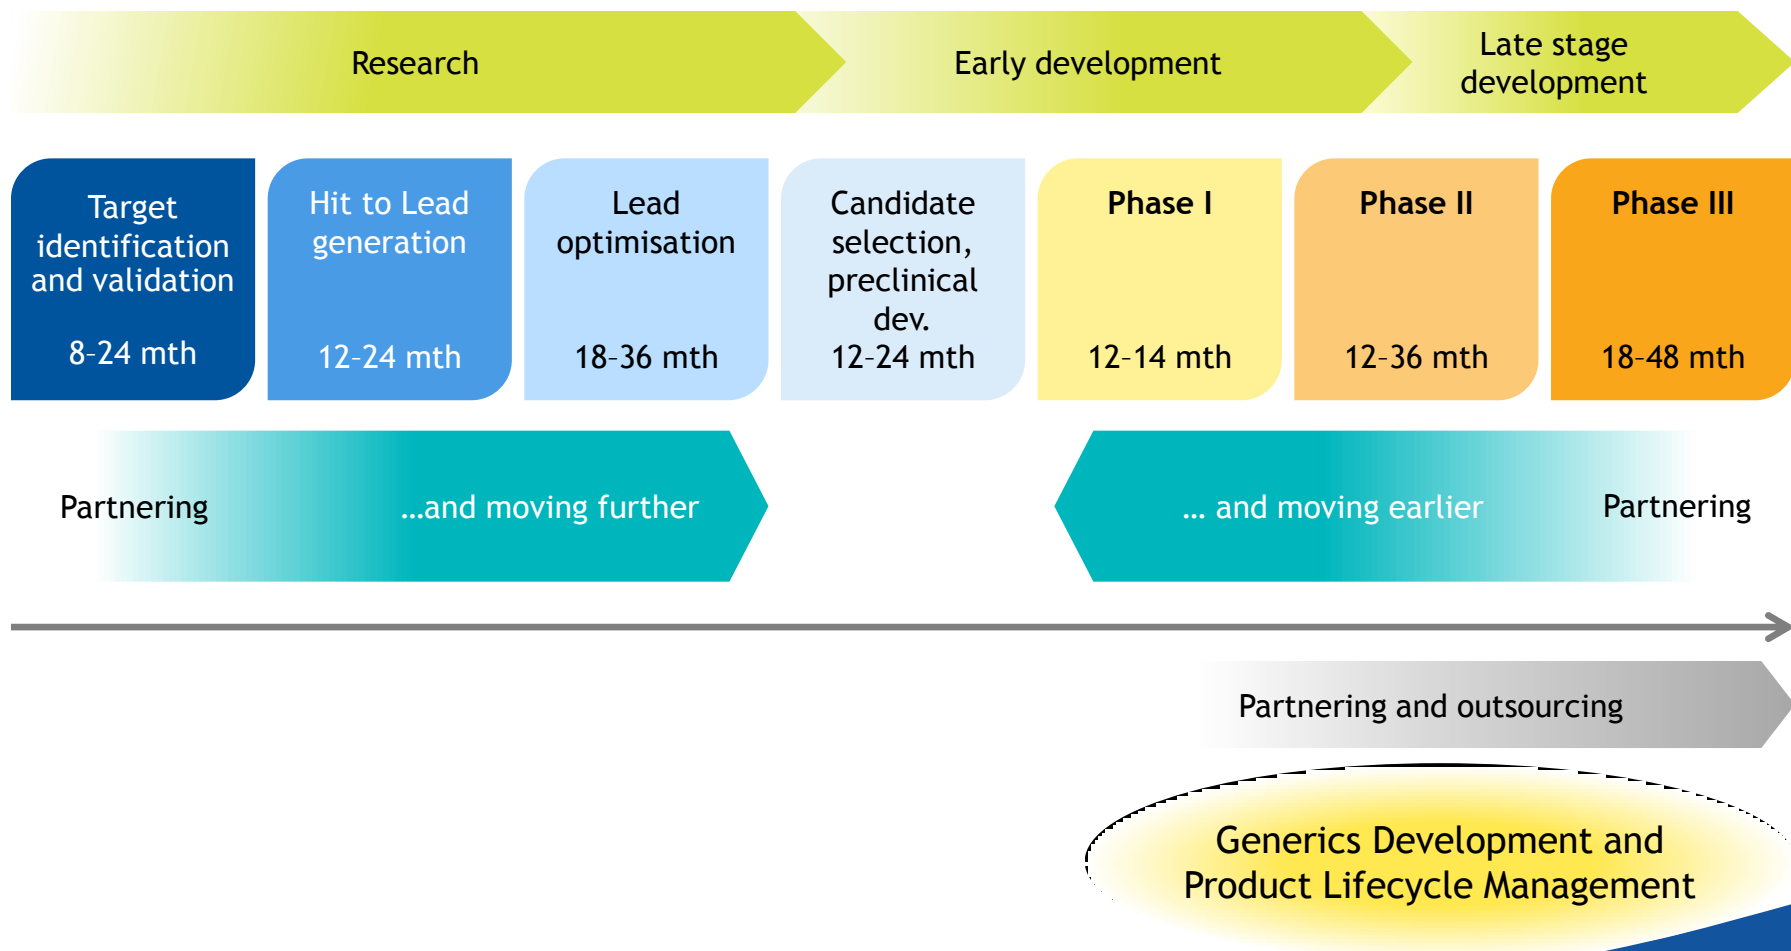 Research
Early development
Late stage
development
Target
identification
and validation
8–24 mth
Hit to Lead
generation
12–24 mth
Lead
optimisation
18–36 mth
Candidate
selection,
preclinical
dev.
12–24 mth
Phase I
12–14 mth
Phase II
12–36 mth
Phase III
18–48 mth
Partnering
...and moving further
... and moving earlier
Partnering
Partnering and outsourcing
Generics Development and
Product Lifecycle Management